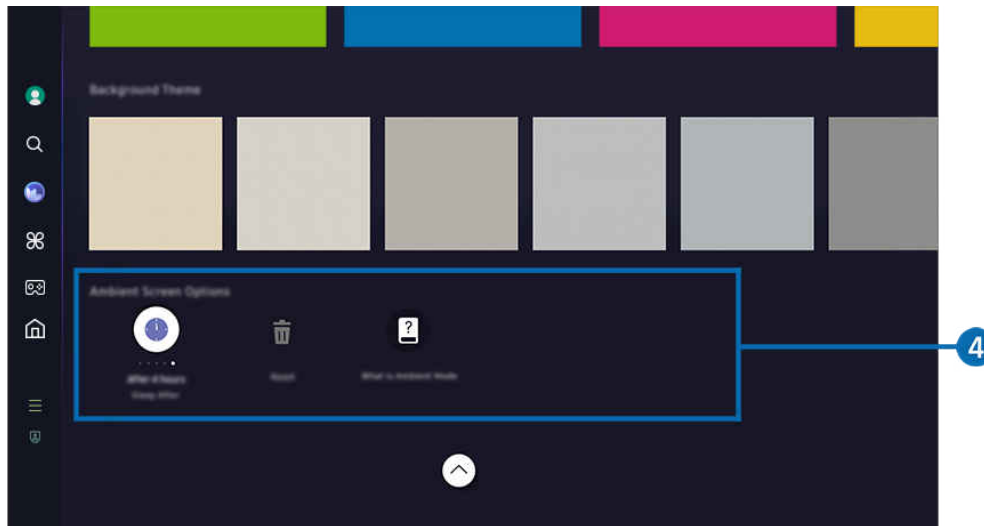 Background Theme
Ambient Screen Options
After 4 hours
Sleep After
Reset
What is Ambient Mode
4